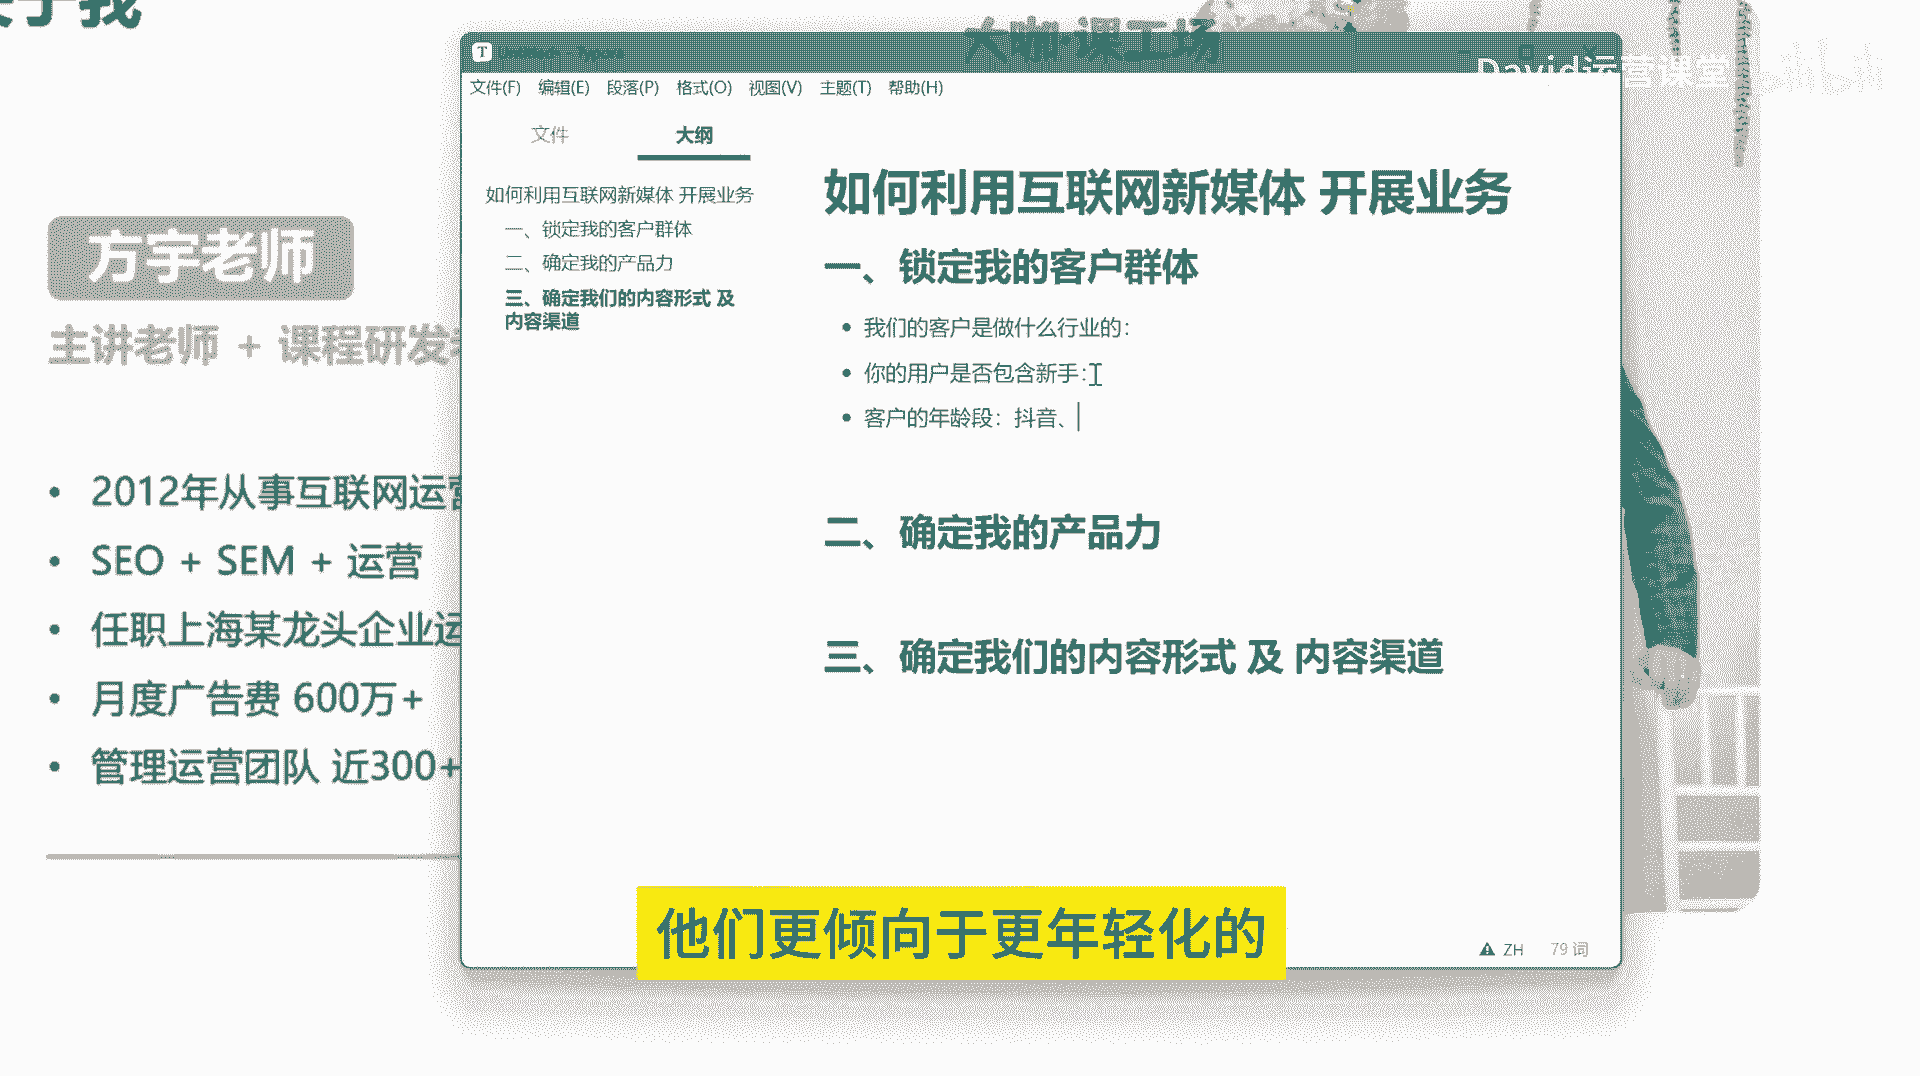 关于我
大咖·课工场
David运营课堂
bilibili
方宇老师
主讲老师 + 课程研发
• 2012年从事互联网运营
• SEO + SEM + 运营
• 任职上海某龙头企业运
• 月度广告费 600万+
• 管理运营团队 近300+
文件(F) 编辑(E) 段落(P) 格式(O) 视图(V) 主题(T) 帮助(H)
文件 大纲
如何利用互联网新媒体 开展业务
一、锁定我的客户群体
二、确定我的产品力
三、确定我们的内容形式 及
内容渠道
如何利用互联网新媒体 开展业务
一、锁定我的客户群体
• 我们的客户是做什么行业的：
• 你的用户是否包含新手：
• 客户的年龄段：抖音、
二、确定我的产品力
三、确定我们的内容形式 及 内容渠道
ZH 79 词
他们更倾向于更年轻化的